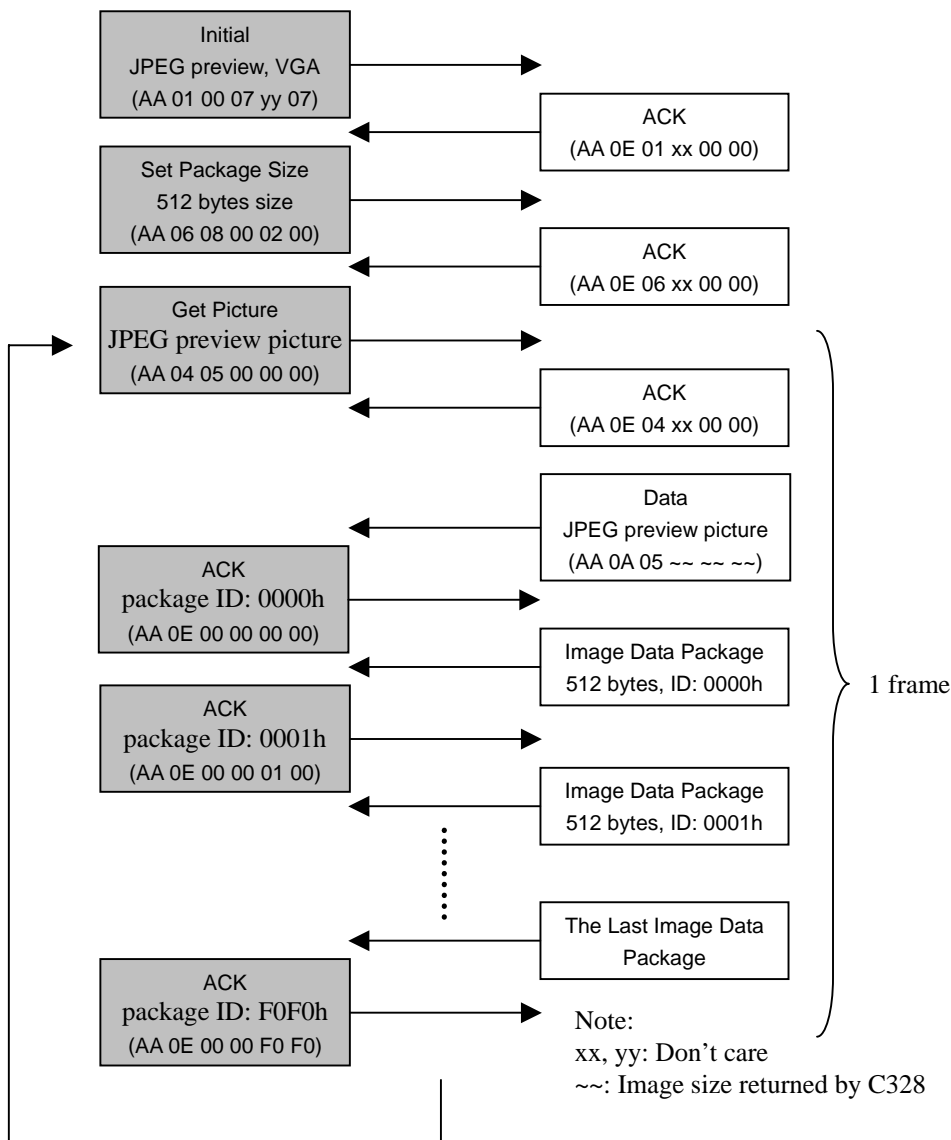 Initial
JPEG preview, VGA
(AA 01 00 07 yy 07)
ACK
(AA 0E 01 xx 00 00)
Set Package Size
512 bytes size
(AA 06 08 00 02 00)
ACK
(AA 0E 06 xx 00 00)
Get Picture
JPEG preview picture
(AA 04 05 00 00 00)
ACK
(AA 0E 04 xx 00 00)
Data
JPEG preview picture
(AA 0A 05 ~~ ~~ ~~)
ACK
package ID: 0000h
(AA 0E 00 00 00 00)
Image Data Package
512 bytes, ID: 0000h
1 frame
ACK
package ID: 0001h
(AA 0E 00 00 01 00)
Image Data Package
512 bytes, ID: 0001h
The Last Image Data
Package
ACK
package ID: F0F0h
(AA 0E 00 00 F0 F0)
Note:
xx, yy: Don't care
~~: Image size returned by C328